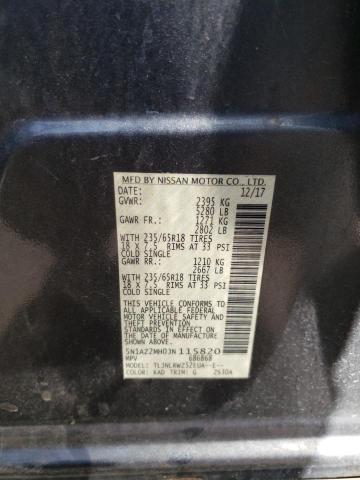 MFD BY NISSAN MOTOR CO., LTD.
DATE: 12/17
GVWR: 2395 KG
5280 LB
GAWR FR.: 1271 KG
2802 LB
WITH 235/65R18 TIRES
18 X 7.5 RIMS AT 33 PSI
COLD SINGLE
GAWR RR.: 1210 KG
2667 LB
WITH 235/65R18 TIRES
18 X 7.5 RIMS AT 33 PSI
COLD SINGLE
THIS VEHICLE CONFORMS TO ALL
APPLICABLE FEDERAL
MOTOR VEHICLE SAFETY
STANDARDS IN EFFECT ON THE
DATE OF MANUFACTURE SHOWN
ABOVE.
5N1AZ2MH0JN115820
MPV 686868
MODEL: TLJNLRWZ52EUA--E--
COLOR: KAD TRIM: G 25304